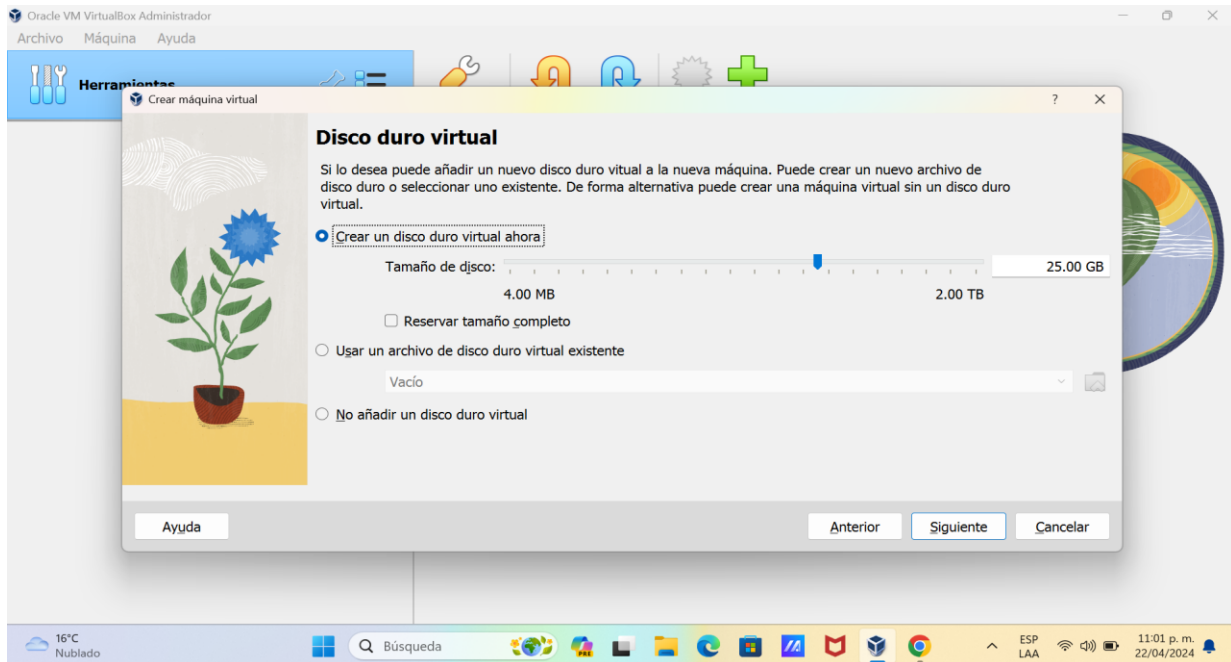 Oracle VM VirtualBox Administrador
Archivo Máquina Ayuda
Herramientas
Crear máquina virtual
Disco duro virtual
Si lo desea puede añadir un nuevo disco duro vitual a la nueva máquina. Puede crear un nuevo archivo de
disco duro o seleccionar uno existente. De forma alternativa puede crear una máquina virtual sin un disco duro
virtual.
Crear un disco duro virtual ahora
Tamaño de disco: 25.00 GB
4.00 MB 2.00 TB
Reservar tamaño completo
Usar un archivo de disco duro virtual existente
Vacío
No añadir un disco duro virtual
Ayuda Anterior Siguiente Cancelar
16°C
Nublado
Búsqueda
PRE
ESP
LAA
11:01 p. m.
22/04/2024